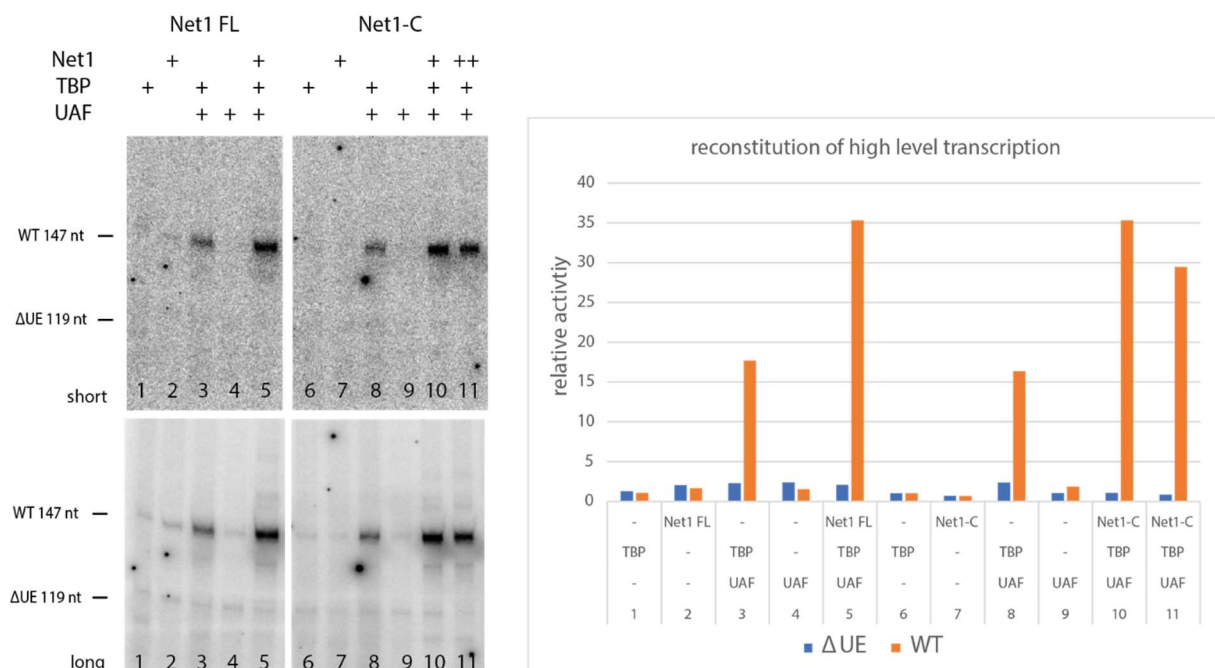 Net1 FL Net1-C
Net1 + + + + ++
TBP + + + + + + +
UAF + + + + + + +
WT 147 nt
ΔUE 119 nt
short 1 2 3 4 5 6 7 8 9 10 11
WT 147 nt
ΔUE 119 nt
long 1 2 3 4 5 6 7 8 9 10 11
reconstitution of high level transcription
relative activtiy
40
35
30
25
20
15
10
5
0
- Net1 FL - - Net1 FL - Net1-C - - Net1-C Net1-C
TBP - TBP - TBP TBP - TBP - TBP TBP
- - UAF UAF UAF - - UAF UAF UAF UAF
1 2 3 4 5 6 7 8 9 10 11
ΔUE WT